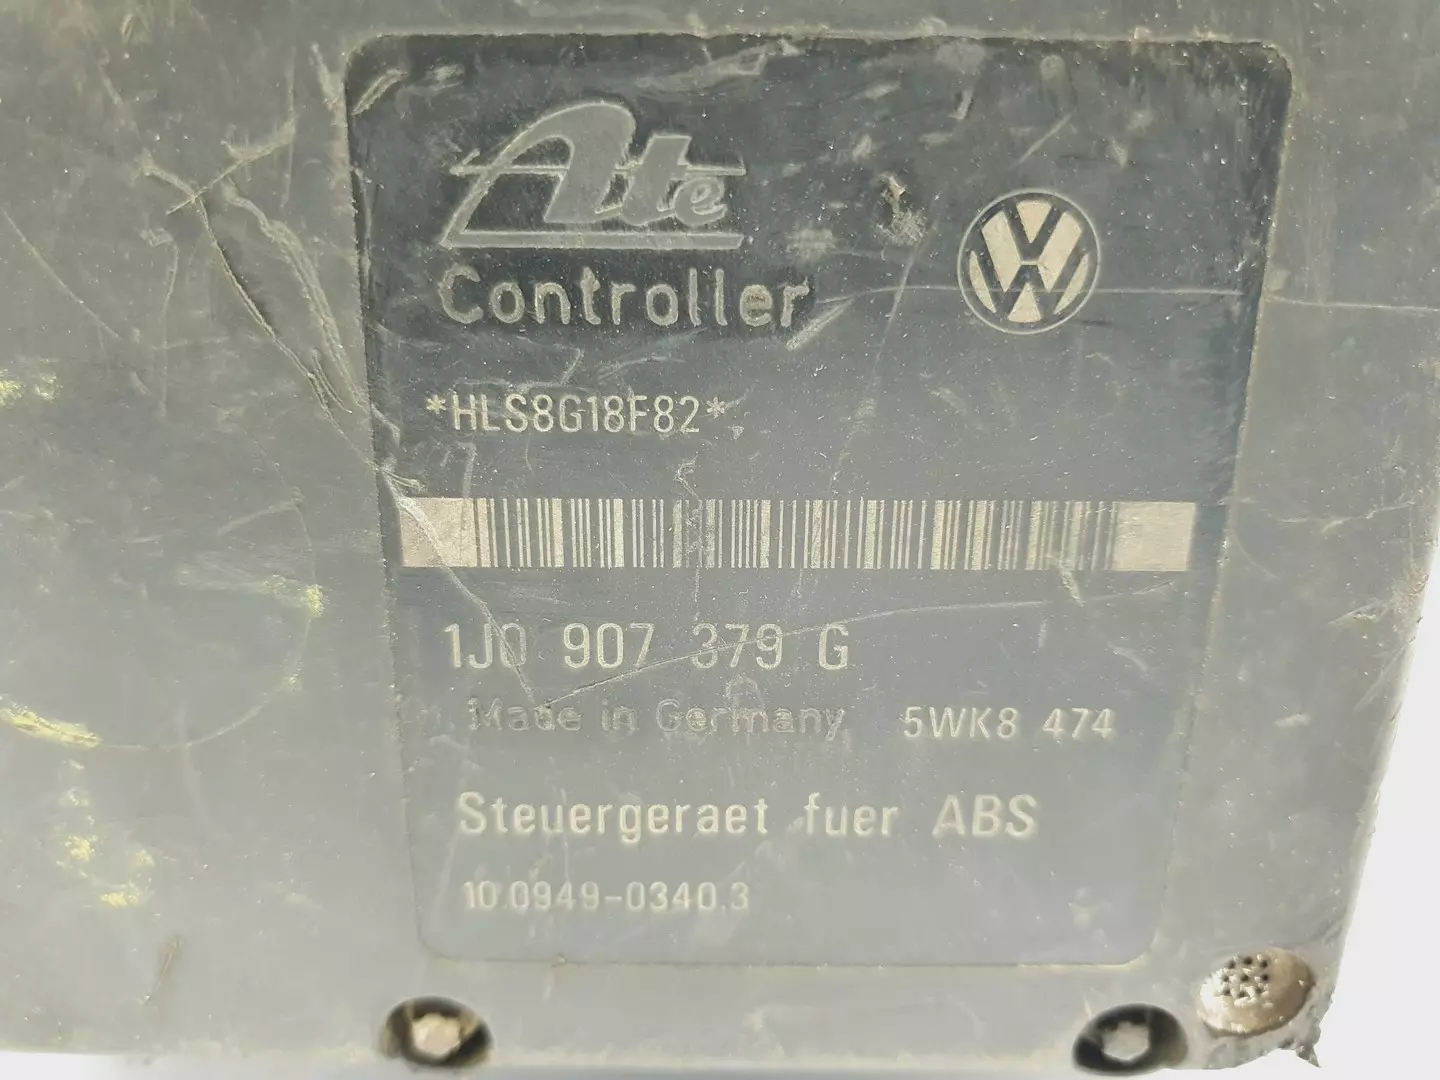 Ate
Controller
*HLS8G18F82*
1J0 907 379 G
Made in Germany 5WK8 474
Steuergeraet fuer ABS
10.0949-0340.3